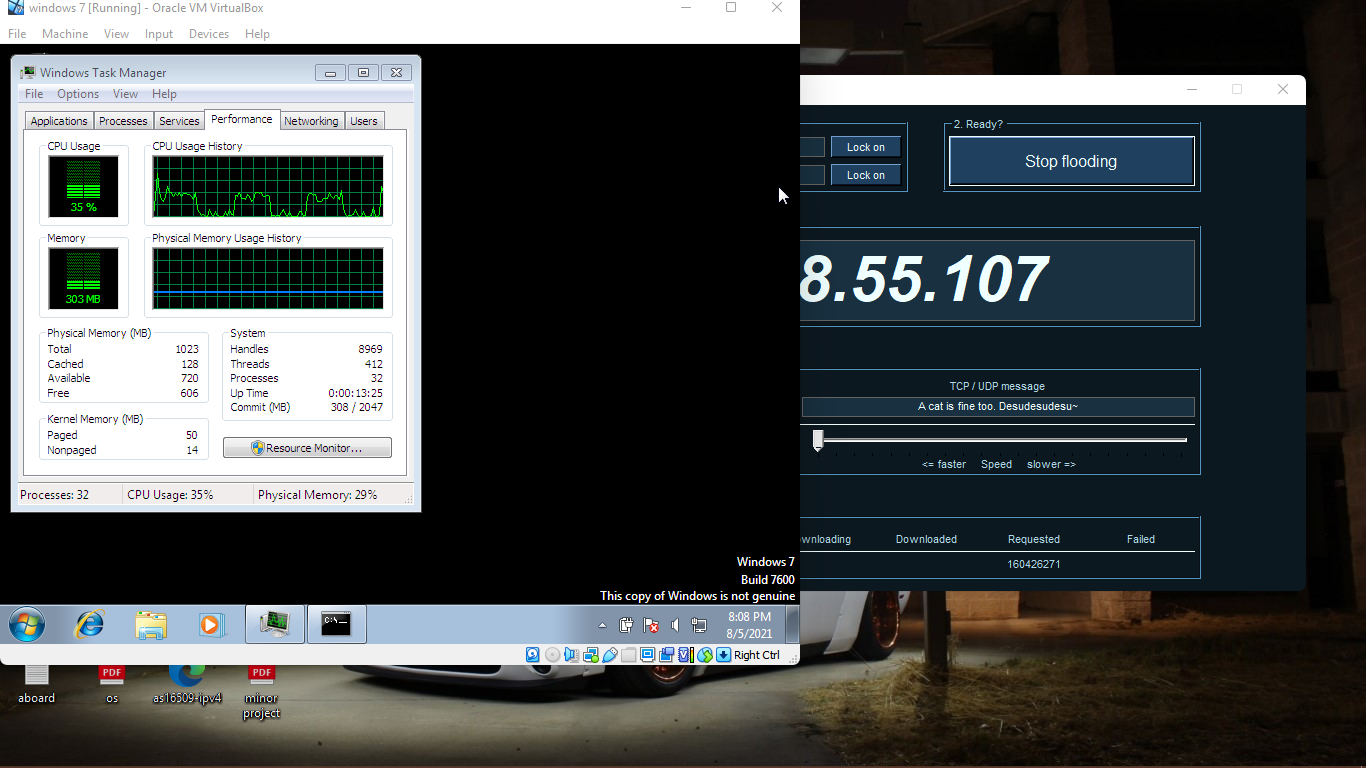 windows 7 [Running] - Oracle VM VirtualBox
File Machine View Input Devices Help
Windows Task Manager
File Options View Help
Applications Processes Services Performance Networking Users
CPU Usage
CPU Usage History
35 %
Memory
Physical Memory Usage History
303 MB
Physical Memory (MB)
Total 1023
Cached 128
Available 720
Free 606
Kernel Memory (MB)
Paged 50
Nonpaged 14
System
Handles 8969
Threads 412
Processes 32
Up Time 0:00:13:25
Commit (MB) 308 / 2047
Resource Monitor...
Processes: 32 CPU Usage: 35% Physical Memory: 29%
Windows 7
Build 7600
This copy of Windows is not genuine
C:\_
8:08 PM
8/5/2021
Right Ctrl
Lock on
Lock on
2. Ready?
Stop flooding
8.55.107
TCP / UDP message
A cat is fine too. Desudesudesu~
<= faster Speed slower =>
wnloading Downloaded Requested Failed
160426271
PDF PDF
aboard os as16509-ipv4 minor
project